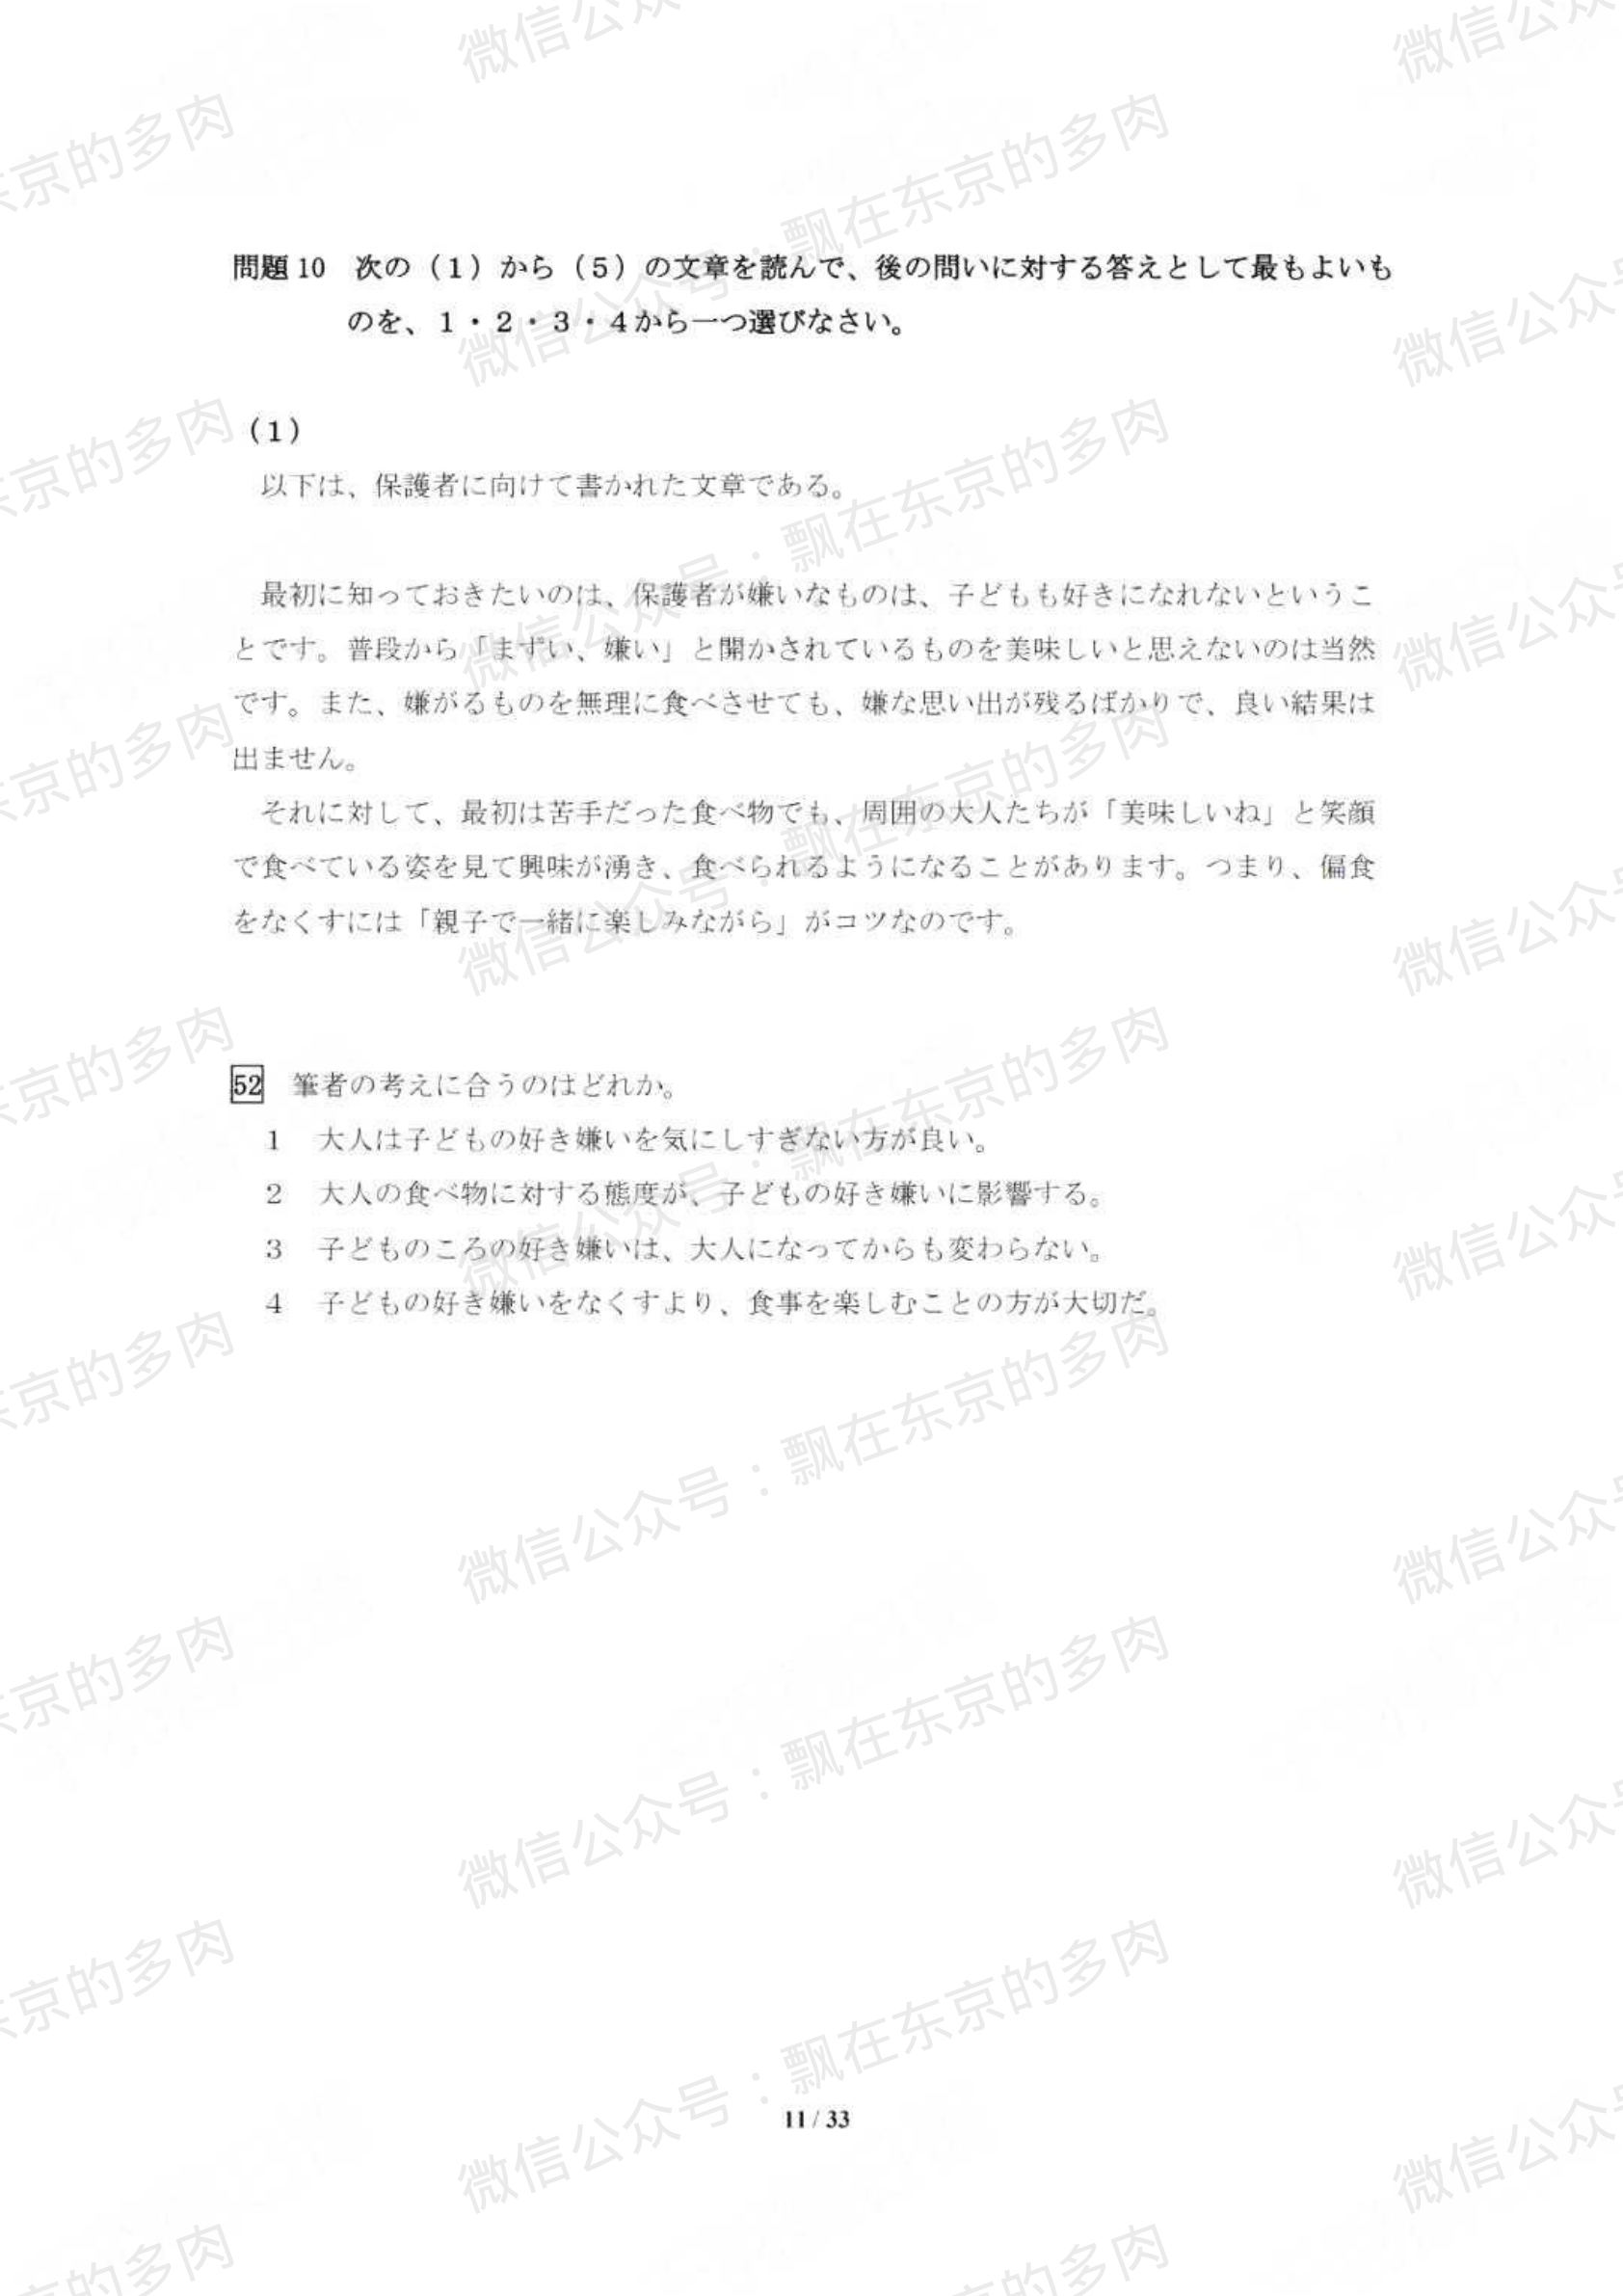 問題10　次の（1）から（5）の文章を読んで、後の問いに対する答えとして最もよいも
のを、１・２・３・４から一つ選びなさい。
（1）
以下は、保護者に向けて書かれた文章である。
最初に知っておきたいのは、保護者が嫌いなものは、子どもも好きになれないというこ
とです。普段から「まずい、嫌い」と開かされているものを美味しいと思えないのは当然
です。また、嫌がるものを無理に食べさせても、嫌な思い出が残るばかりで、良い結果は
出ません。
それに対して、最初は苦手だった食べ物でも、周囲の大人たちが「美味しいね」と笑顔
で食べている姿を見て興味が湧き、食べられるようになることがあります。つまり、偏食
をなくすには「親子で一緒に楽しみながら」がコツなのです。
52　筆者の考えに合うのはどれか。
1　大人は子どもの好き嫌いを気にしすぎない方が良い。
2　大人の食べ物に対する態度が、子どもの好き嫌いに影響する。
3　子どものころの好き嫌いは、大人になってからも変わらない。
4　子どもの好き嫌いをなくすより、食事を楽しむことの方が大切だ。
11 / 33
微信公众号：飘在东京的多肉